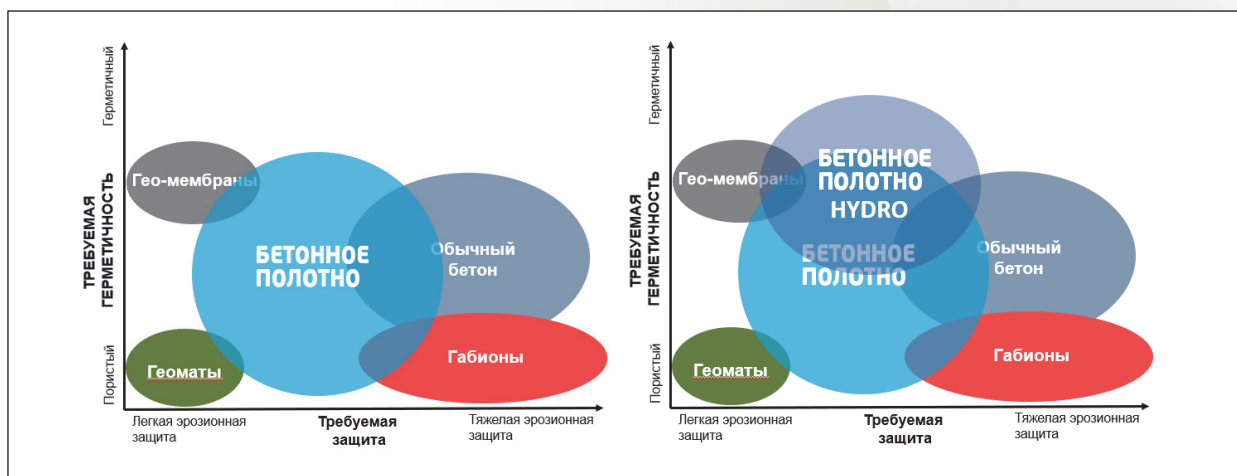 Герметичный
ТРЕБУЕМАЯ
ГЕРМЕТИЧНОСТЬ
Пористый
Гео-мембраны
БЕТОННОЕ
ПОЛОТНО
Обычный
бетон
Геоматы
Габионы
Легкая эрозионная
защита
Требуемая
защита
Тяжелая эрозионная
защита
Герметичный
ТРЕБУЕМАЯ
ГЕРМЕТИЧНОСТЬ
Пористый
Гео-мембраны
БЕТОННОЕ
ПОЛОТНО
HYDRO
БЕТОННОЕ
ПОЛОТНО
Обычный
бетон
Геоматы
Габионы
Легкая эрозионная
защита
Требуемая
защита
Тяжелая эрозионная
защита